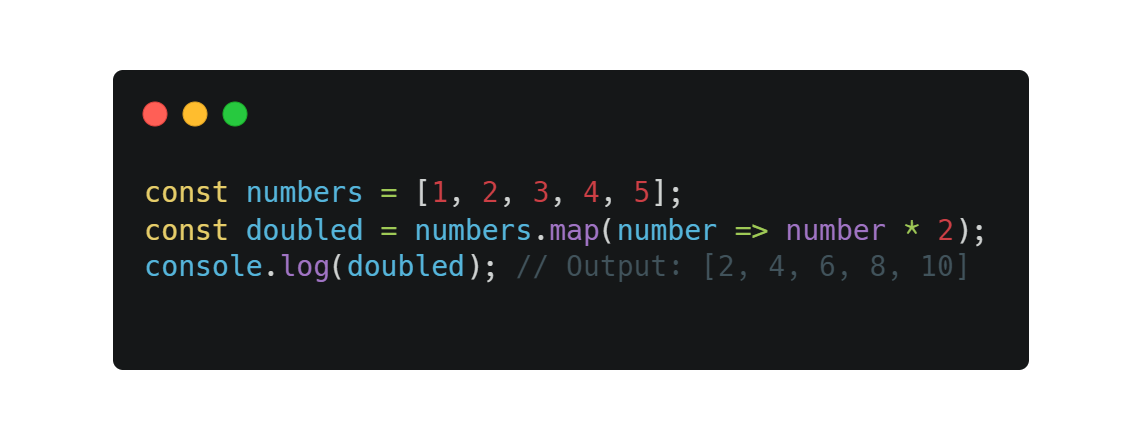 const numbers = [1, 2, 3, 4, 5];
const doubled = numbers.map(number => number * 2);
console.log(doubled); // Output: [2, 4, 6, 8, 10]